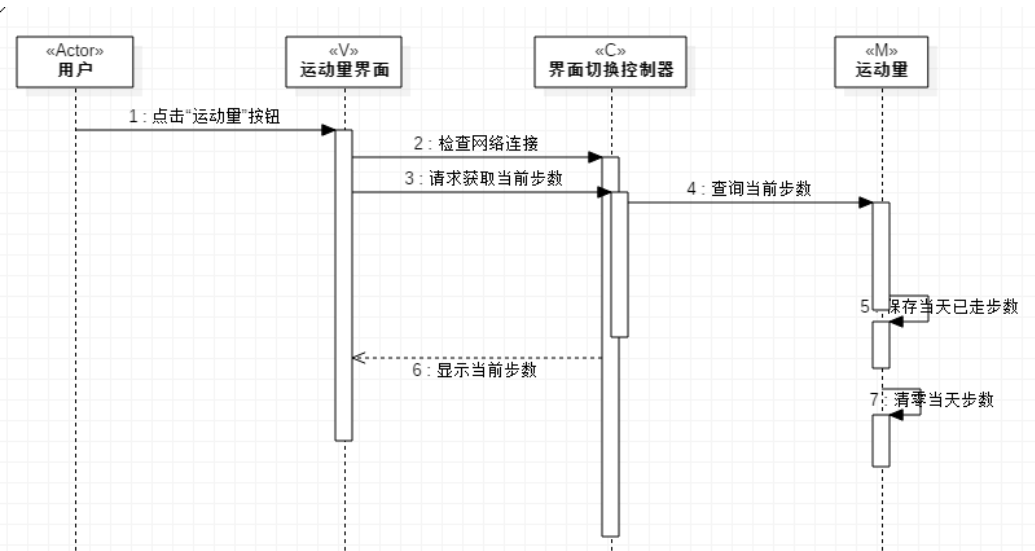 «Actor»
用户
«V»
运动量界面
«C»
界面切换控制器
«M»
运动量
1 : 点击“运动量”按钮
2 : 检查网络连接
3 : 请求获取当前步数
4 : 查询当前步数
5 : 保存当天已走步数
6 : 显示当前步数
7 : 清零当天步数